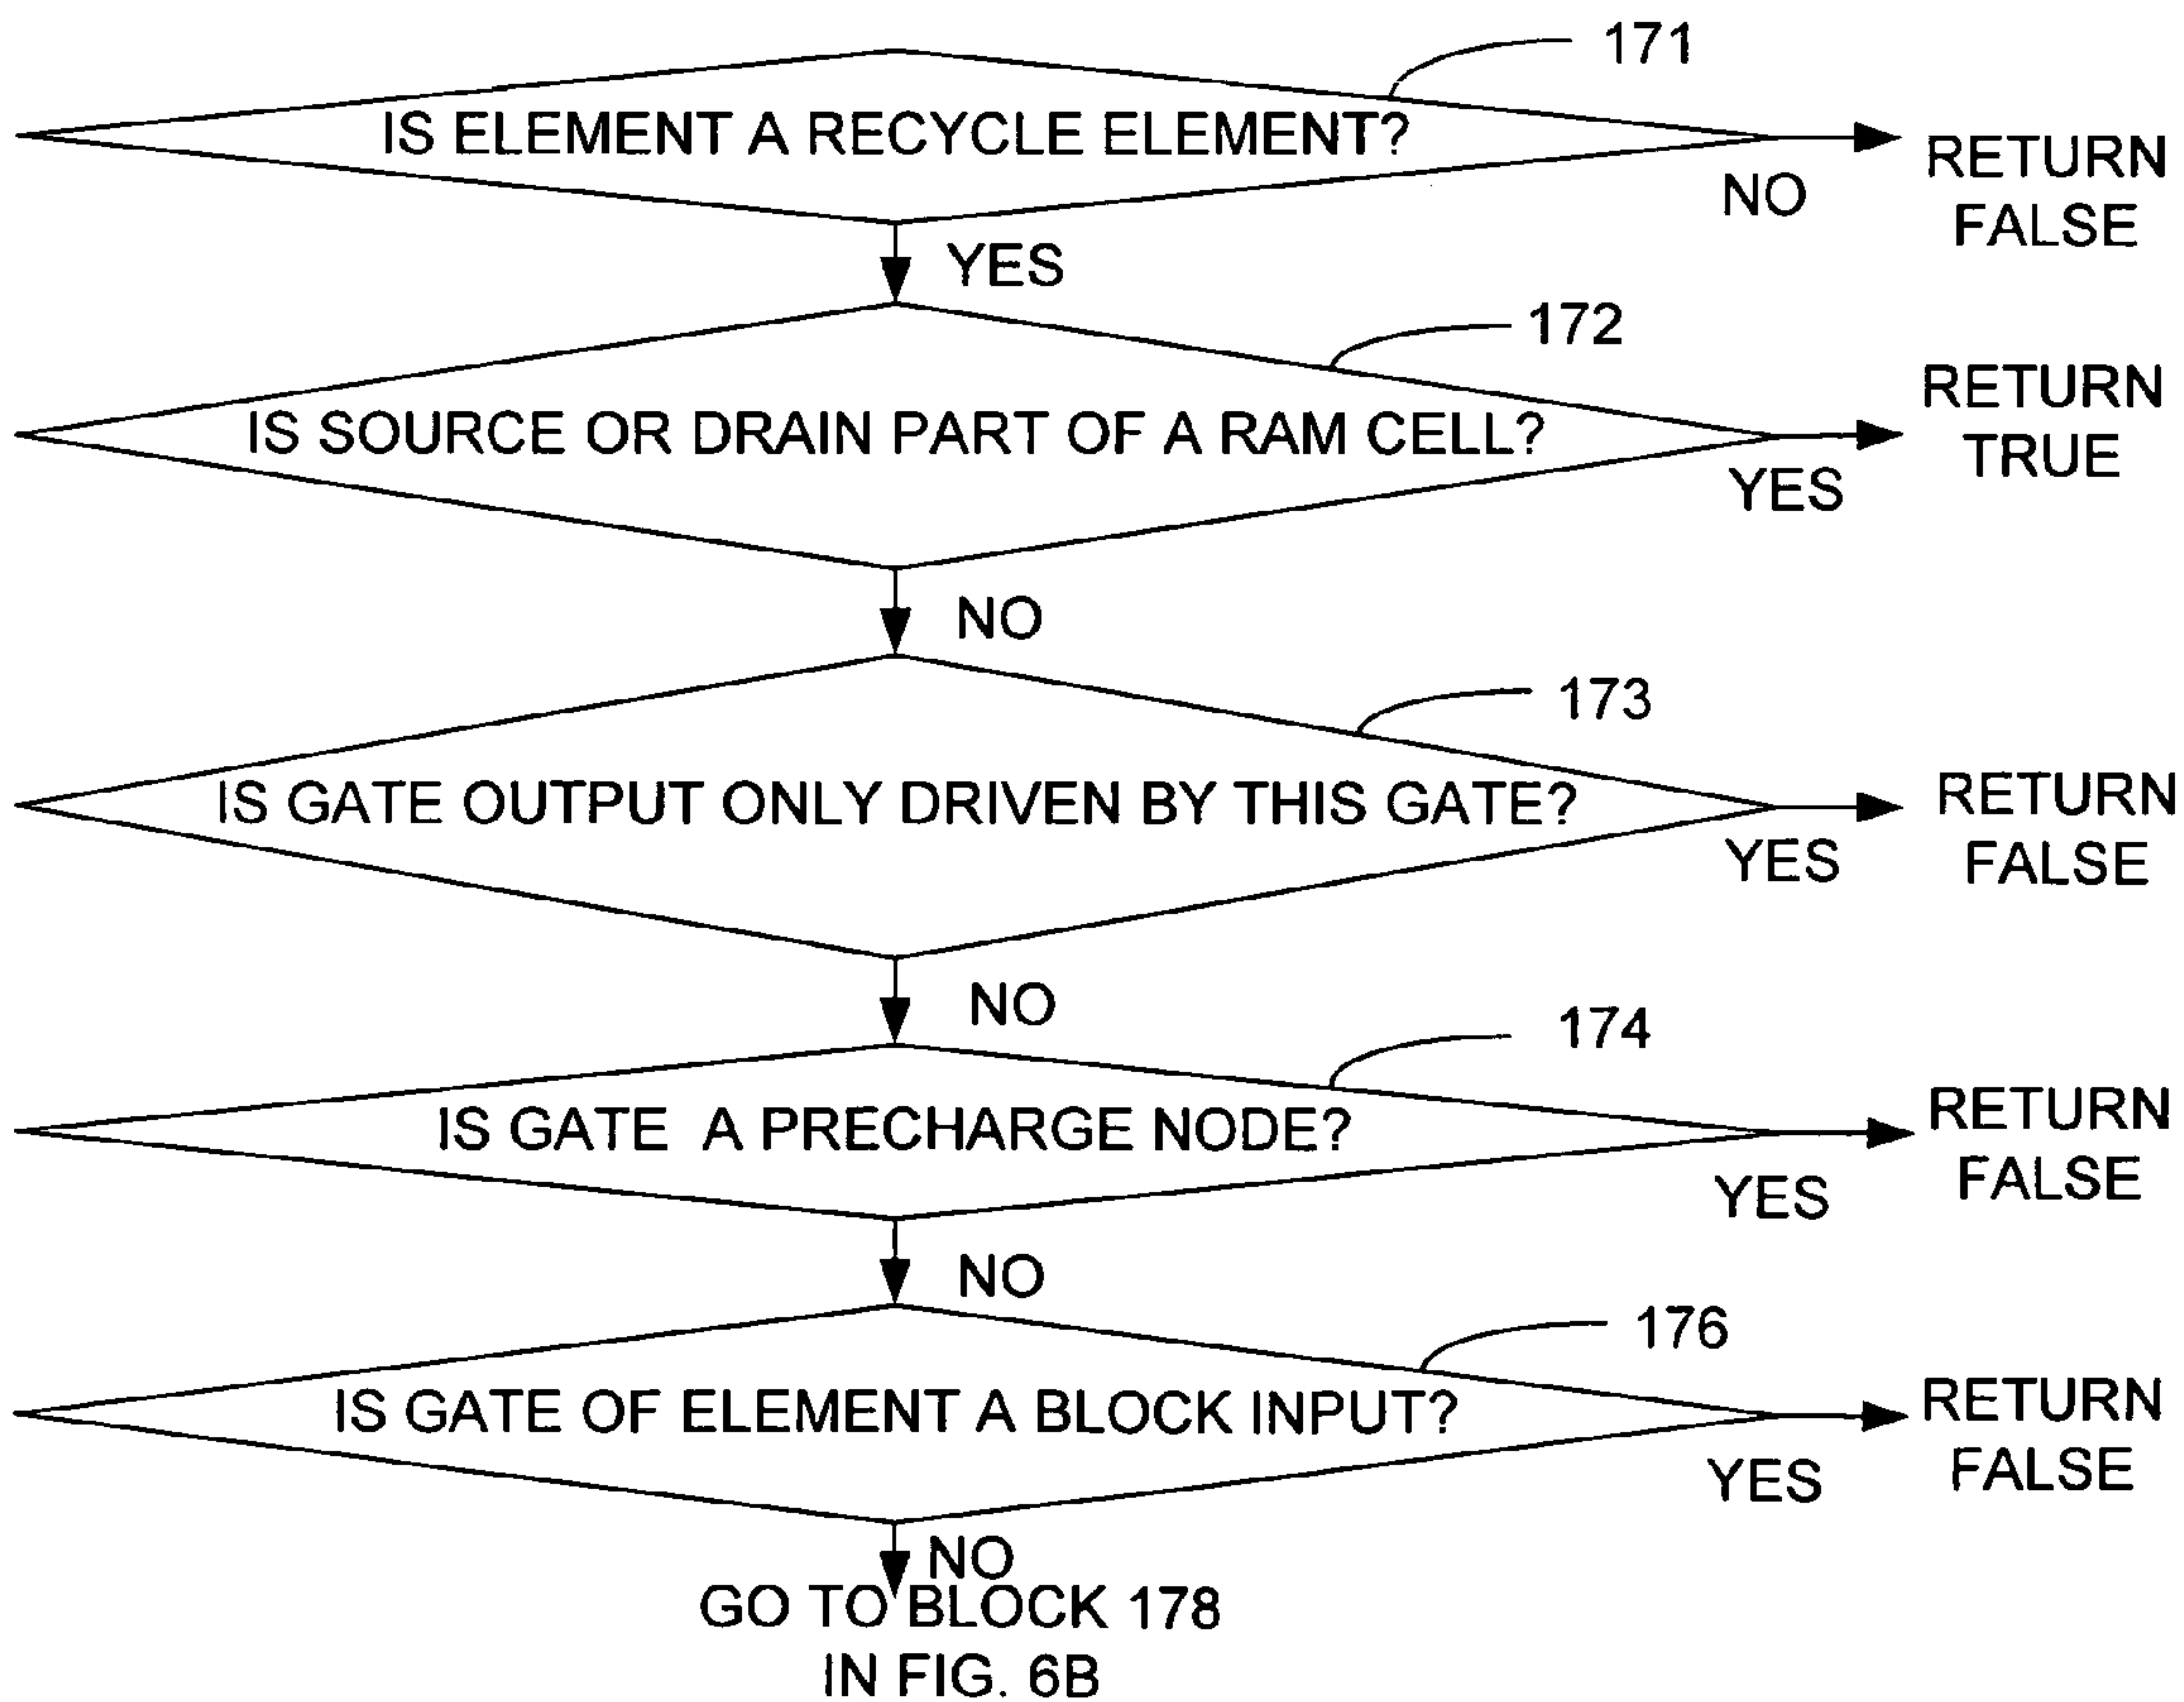 171
IS ELEMENT A RECYCLE ELEMENT?
RETURN
FALSE
NO
YES
172
IS SOURCE OR DRAIN PART OF A RAM CELL?
RETURN
TRUE
YES
NO
173
IS GATE OUTPUT ONLY DRIVEN BY THIS GATE?
RETURN
FALSE
YES
NO
174
IS GATE A PRECHARGE NODE?
RETURN
FALSE
YES
NO
176
IS GATE OF ELEMENT A BLOCK INPUT?
RETURN
FALSE
YES
NO
GO TO BLOCK 178
IN FIG. 6B